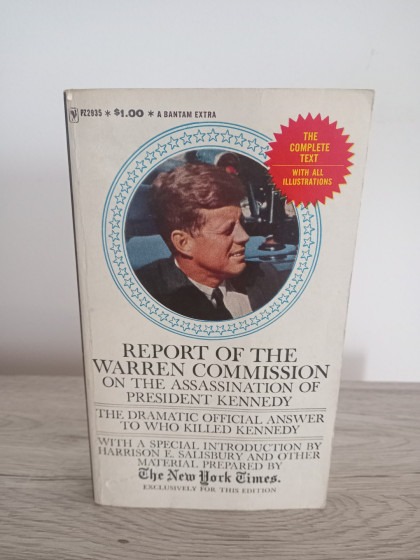 PZ2935 * $1.00 * A BANTAM EXTRA
THE
COMPLETE
TEXT
WITH ALL
ILLUSTRATIONS
REPORT OF THE
WARREN COMMISSION
ON THE ASSASSINATION OF
PRESIDENT KENNEDY
THE DRAMATIC OFFICIAL ANSWER
TO WHO KILLED KENNEDY
WITH A SPECIAL INTRODUCTION BY
HARRISON E. SALISBURY AND OTHER
MATERIAL PREPARED BY
The New York Times.
EXCLUSIVELY FOR THIS EDITION